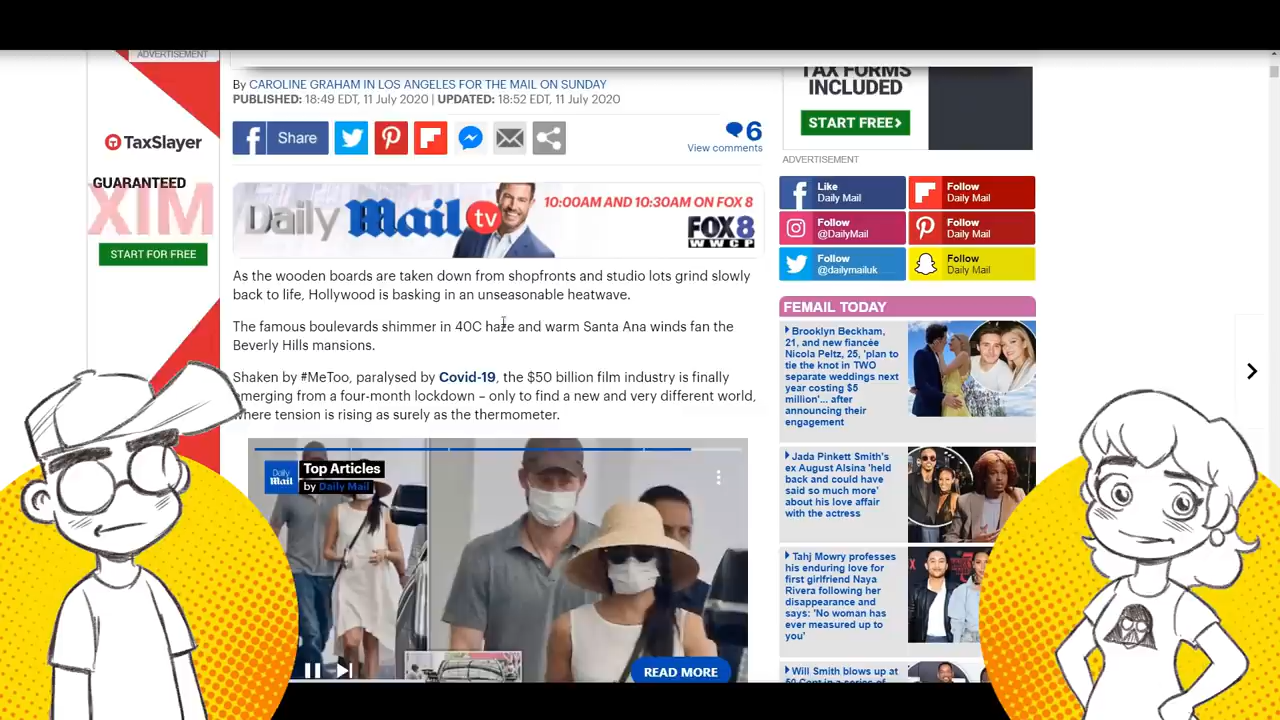 ADVERTISEMENT
TaxSlayer
GUARANTEED
XIM
START FOR FREE
By CAROLINE GRAHAM IN LOS ANGELES FOR THE MAIL ON SUNDAY
PUBLISHED: 18:49 EDT, 11 July 2020 | UPDATED: 18:52 EDT, 11 July 2020
Share
6
View comments
Daily Mail tv
10:00AM AND 10:30AM ON FOX 8
FOX 8
WWCP
As the wooden boards are taken down from shopfronts and studio lots grind slowly
back to life, Hollywood is basking in an unseasonable heatwave.
The famous boulevards shimmer in 40C haze and warm Santa Ana winds fan the
Beverly Hills mansions.
Shaken by #MeToo, paralysed by Covid-19, the $50 billion film industry is finally
emerging from a four-month lockdown – only to find a new and very different world,
where tension is rising as surely as the thermometer.
Daily Mail
Top Articles
by Daily Mail
READ MORE
TAX FORMS
INCLUDED
START FREE>
ADVERTISEMENT
Like
Daily Mail
Follow
Daily Mail
Follow
@DailyMail
Follow
Daily Mail
Follow
@dailymailuk
Follow
Daily Mail
FEMAIL TODAY
Brooklyn Beckham,
21, and new fiancée
Nicola Peltz, 25, 'plan to
tie the knot in TWO
separate weddings next
year costing $5
million'... after
announcing their
engagement
Jada Pinkett Smith's
ex August Alsina 'held
back and could have
said so much more'
about his love affair
with the actress
Tahj Mowry professes
his enduring love for
first girlfriend Naya
Rivera following her
disappearance and
says: 'No woman has
ever measured up to
you'
Will Smith blows up at
50 Cent in a series of